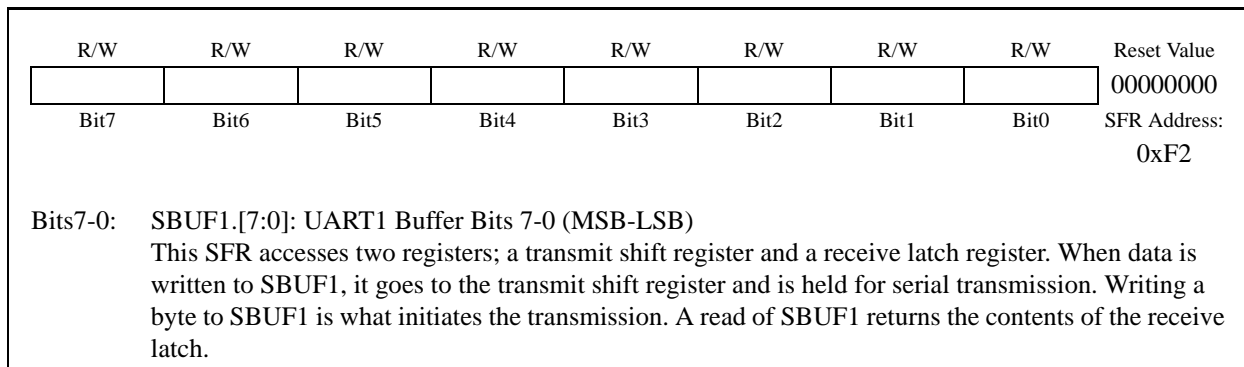 R/W R/W R/W R/W R/W R/W R/W R/W Reset Value
00000000
Bit7 Bit6 Bit5 Bit4 Bit3 Bit2 Bit1 Bit0 SFR Address:
0xF2
Bits7-0: SBUF1.[7:0]: UART1 Buffer Bits 7-0 (MSB-LSB)
This SFR accesses two registers; a transmit shift register and a receive latch register. When data is
written to SBUF1, it goes to the transmit shift register and is held for serial transmission. Writing a
byte to SBUF1 is what initiates the transmission. A read of SBUF1 returns the contents of the receive
latch.